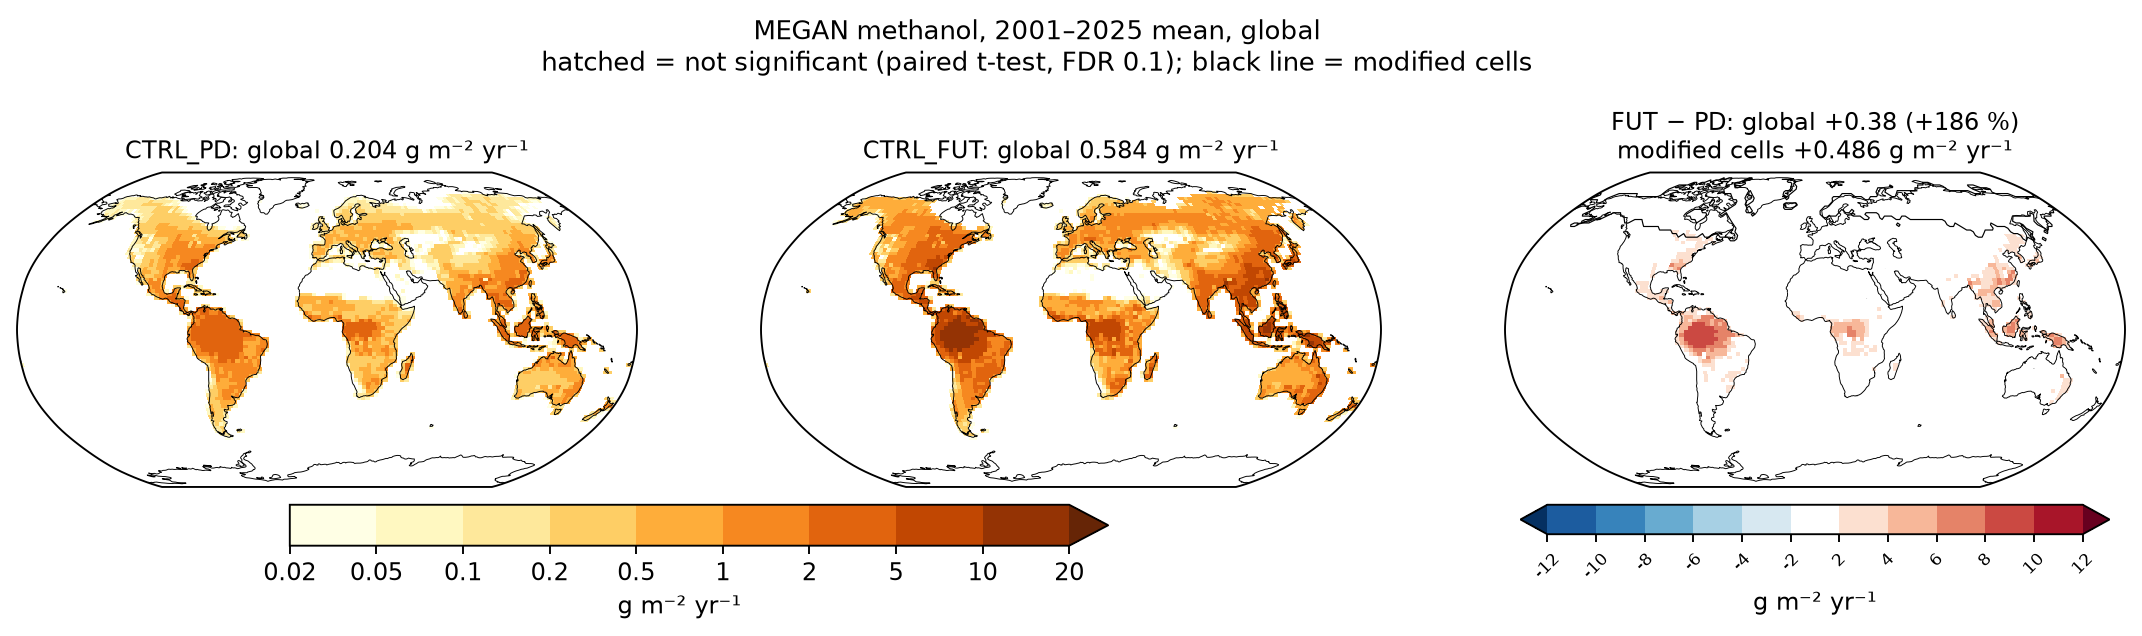 MEGAN methanol, 2001–2025 mean, global
hatched = not significant (paired t-test, FDR 0.1); black line = modified cells
CTRL_PD: global 0.204 g m⁻² yr⁻¹
CTRL_FUT: global 0.584 g m⁻² yr⁻¹
FUT − PD: global +0.38 (+186 %)
modified cells +0.486 g m⁻² yr⁻¹
0.02 0.05 0.1 0.2 0.5 1 2 5 10 20
g m⁻² yr⁻¹
-12 -10 -8 -6 -4 -2 2 4 6 8 10 12
g m⁻² yr⁻¹